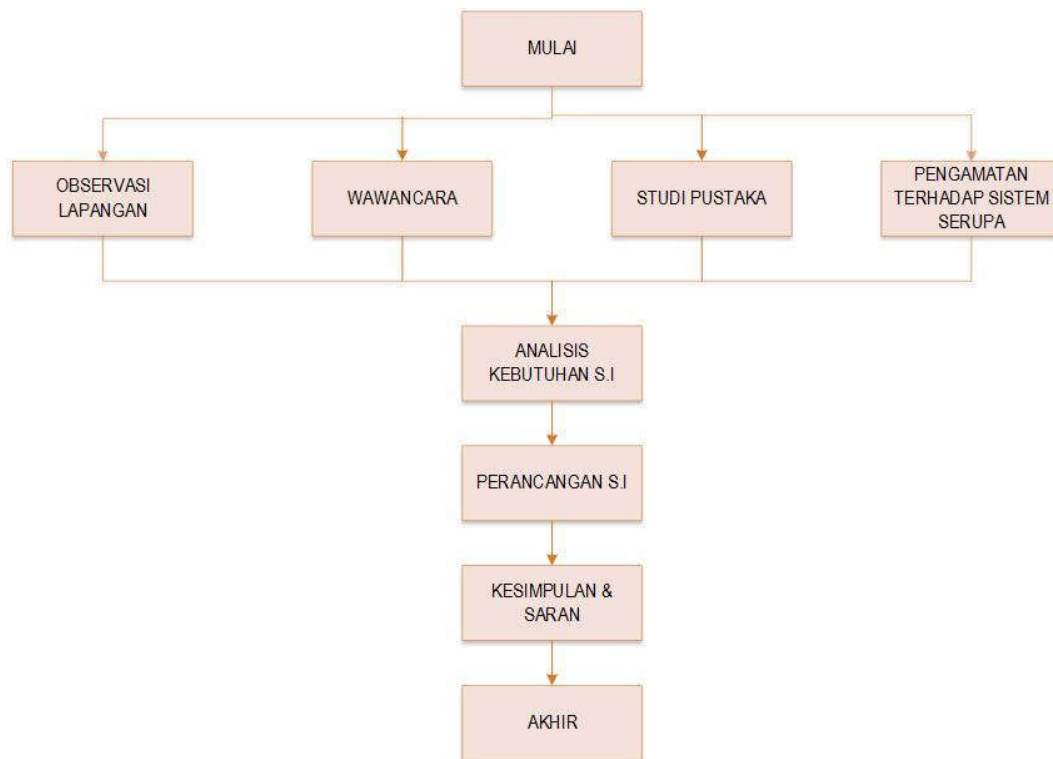 MULAI
OBSERVASI
LAPANGAN
WAWANCARA
STUDI PUSTAKA
PENGAMATAN
TERHADAP SISTEM
SERUPA
ANALISIS
KEBUTUHAN S.I
PERANCANGAN S.I
KESIMPULAN &
SARAN
AKHIR